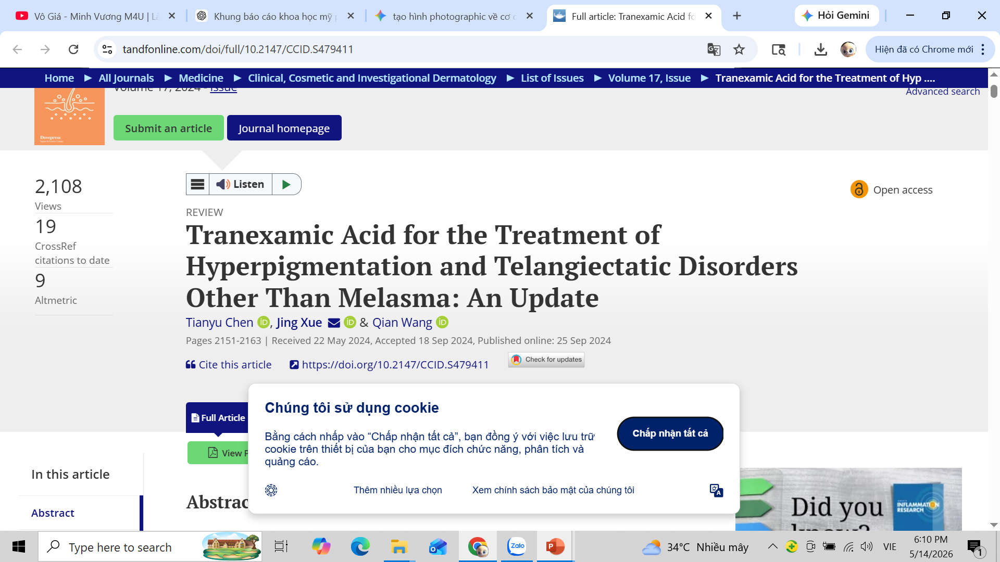 Vô Giá - Minh Vương M4U | Lá
Khung báo cáo khoa học mỹ p
tạo hình photographic về cơ c
Full article: Tranexamic Acid fo
Hỏi Gemini
tandfonline.com/doi/full/10.2147/CCID.S479411
Hiện đã có Chrome mới
Home ► All Journals ► Medicine ► Clinical, Cosmetic and Investigational Dermatology ► List of Issues ► Volume 17, Issue ► Tranexamic Acid for the Treatment of Hyp ....
Volume 17, 2024 - Issue
Advanced search
Dovepress
Submit an article
Journal homepage
2,108
Views
19
CrossRef
citations to date
9
Altmetric
Listen
Open access
REVIEW
Tranexamic Acid for the Treatment of
Hyperpigmentation and Telangiectatic Disorders
Other Than Melasma: An Update
Tianyu Chen iD, Jing Xue iD & Qian Wang iD
Pages 2151-2163 | Received 22 May 2024, Accepted 18 Sep 2024, Published online: 25 Sep 2024
Cite this article
https://doi.org/10.2147/CCID.S479411
Check for updates
Full Article
View P
Chúng tôi sử dụng cookie
Bằng cách nhấp vào “Chấp nhận tất cả”, bạn đồng ý với việc lưu trữ
cookie trên thiết bị của bạn cho mục đích chức năng, phân tích và
quảng cáo.
Chấp nhận tất cả
Thêm nhiều lựa chọn
Xem chính sách bảo mật của chúng tôi
In this article
Abstract
Abstrac
Did you
know?
INFLAMMATION
RESEARCH
Type here to search
Zalo
34°C Nhiều mây
VIE
6:10 PM
5/14/2026
1